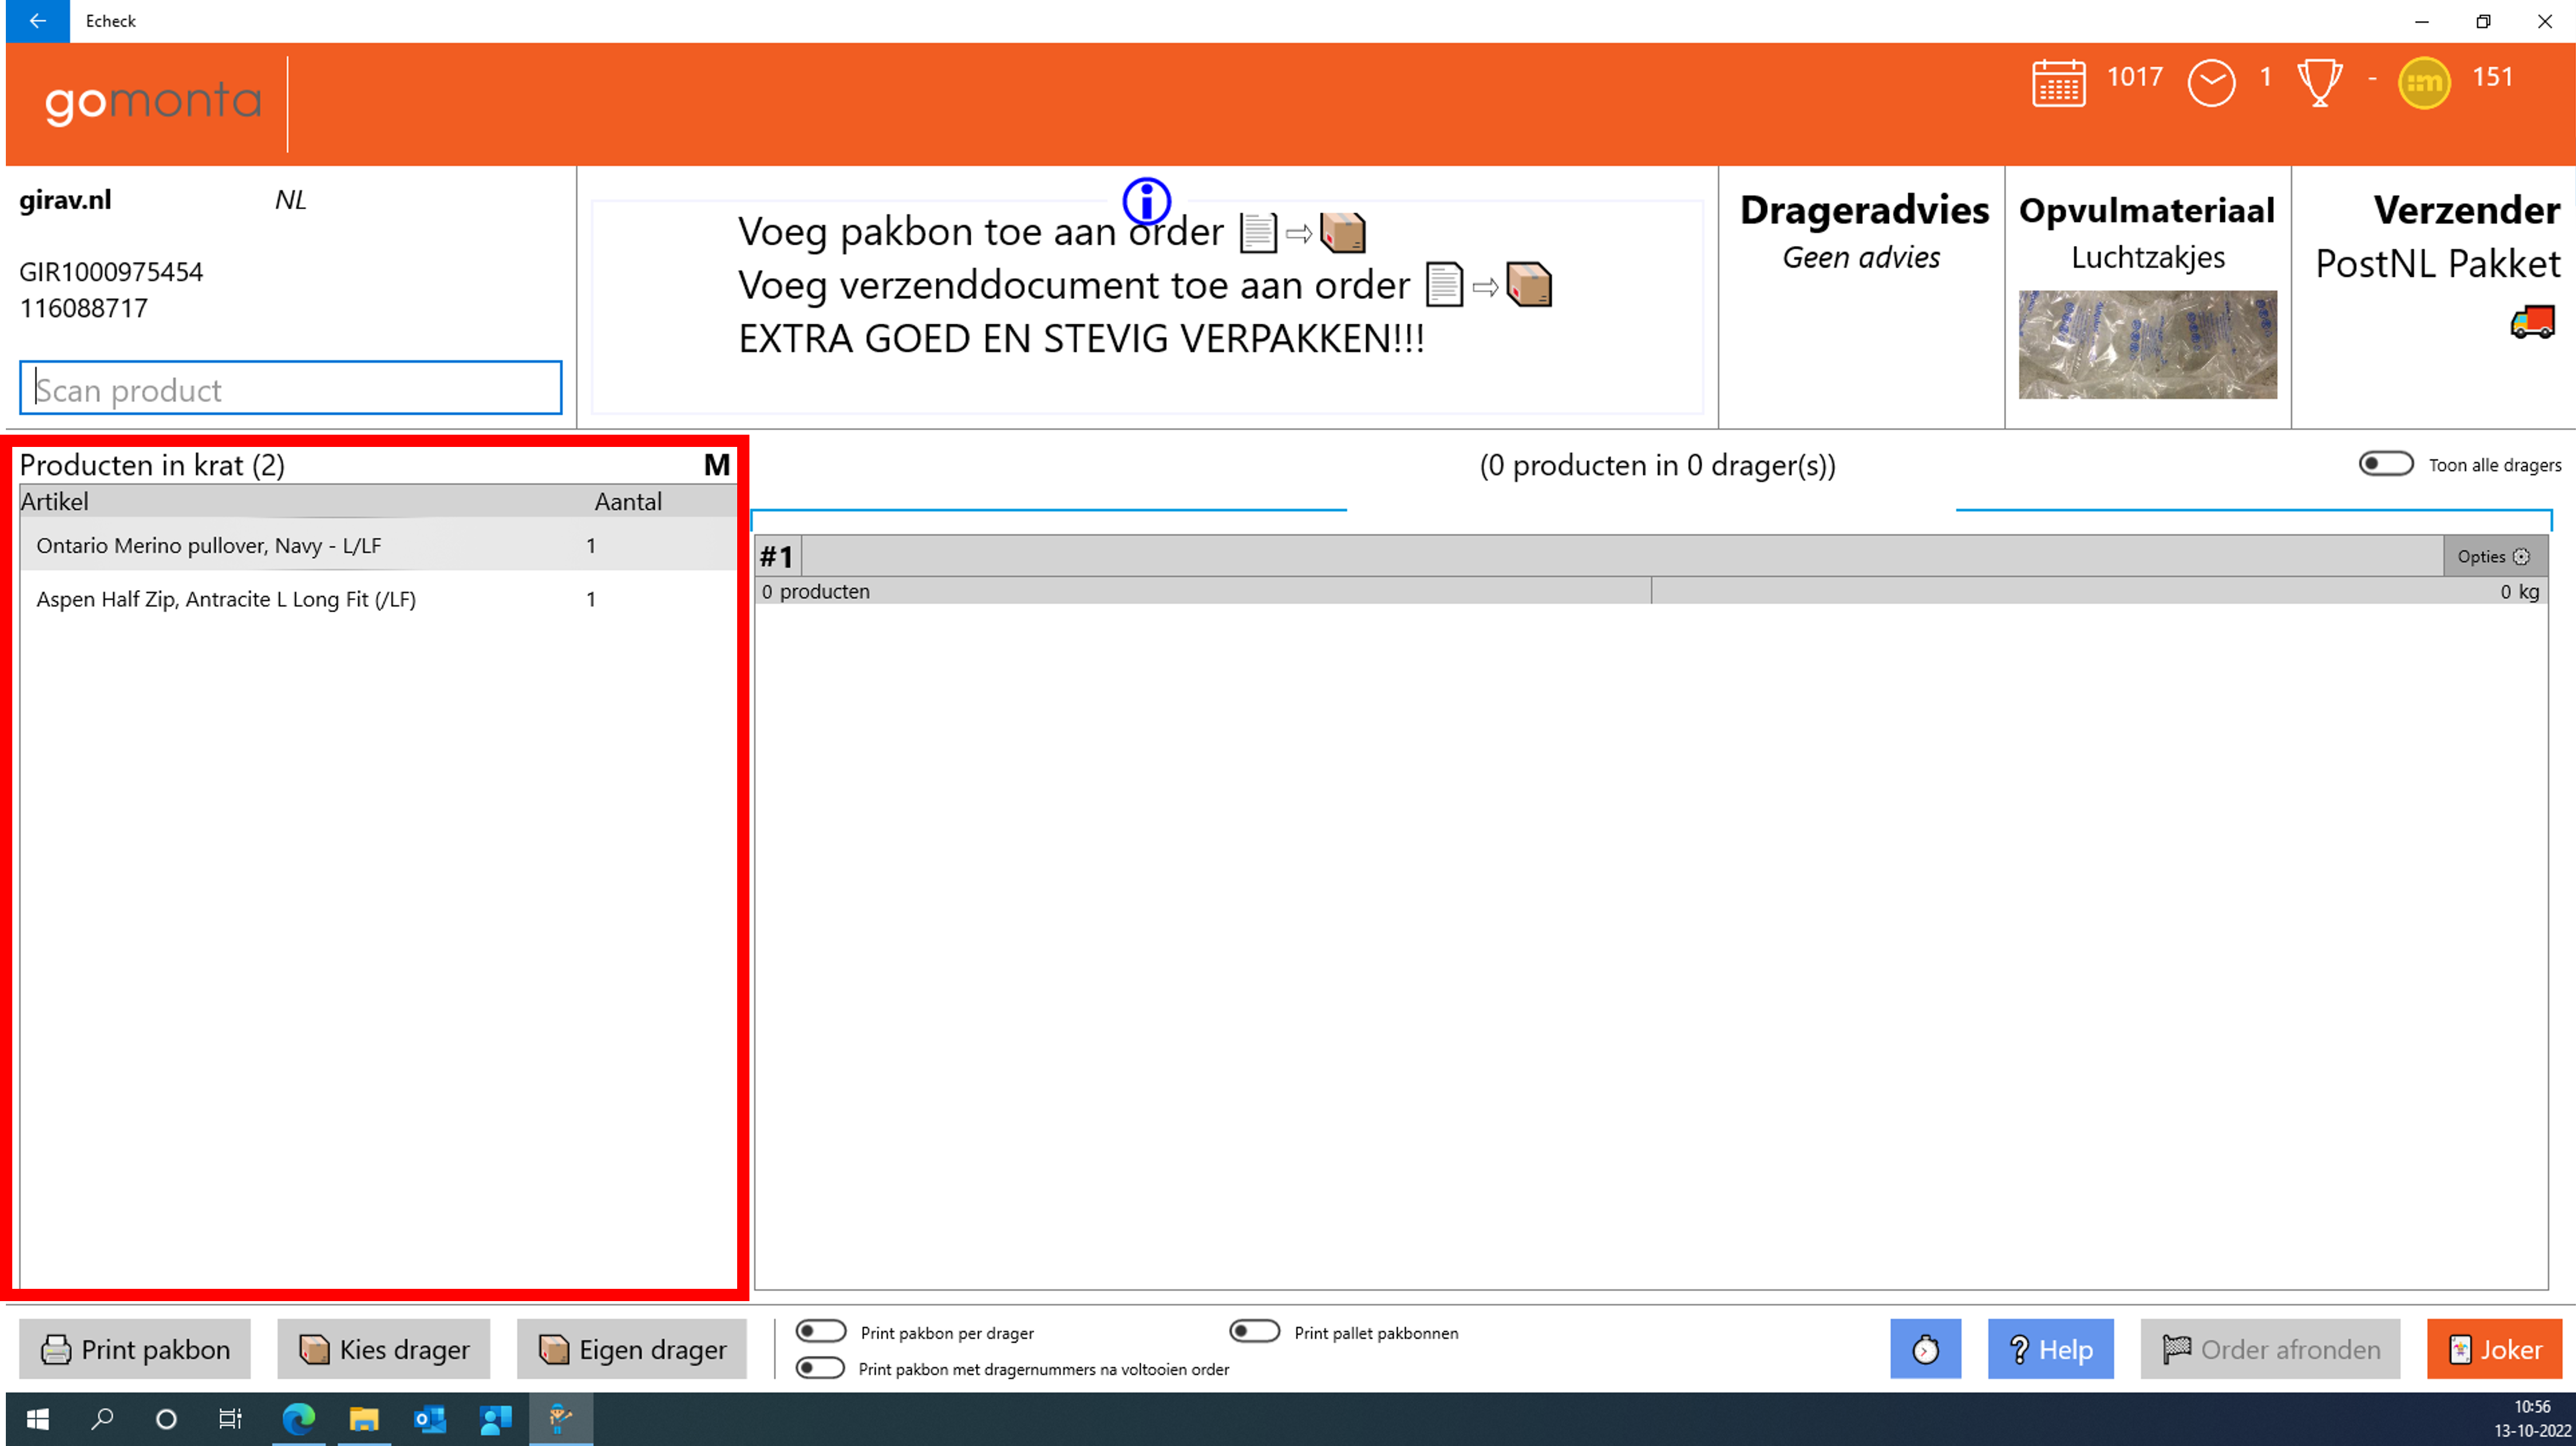 Echeck
gomonta
1017
1
-
:m
151
girav.nl NL
GIR1000975454
116088717
Scan product
Voeg pakbon toe aan order
Voeg verzenddocument toe aan order
EXTRA GOED EN STEVIG VERPAKKEN!!!
Drageradvies
Geen advies
Opvulmateriaal
Luchtzakjes
Verzender
PostNL Pakket
Producten in krat (2) M
Artikel Aantal
Ontario Merino pullover, Navy - L/LF 1
Aspen Half Zip, Antracite L Long Fit (/LF) 1
(0 producten in 0 drager(s))
Toon alle dragers
#1 Opties
0 producten 0 kg
Print pakbon
Kies drager
Eigen drager
Print pakbon per drager
Print pallet pakbonnen
Print pakbon met dragernummers na voltooien order
? Help
Order afronden
Joker
10:56
13-10-2022